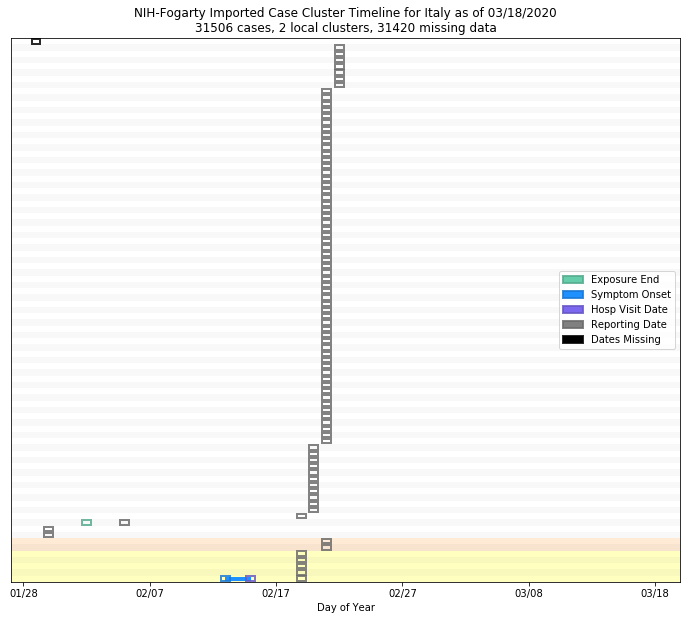 NIH-Fogarty Imported Case Cluster Timeline for Italy as of 03/18/2020
31506 cases, 2 local clusters, 31420 missing data
Exposure End
Symptom Onset
Hosp Visit Date
Reporting Date
Dates Missing
01/28 02/07 02/17 02/27 03/08 03/18
Day of Year